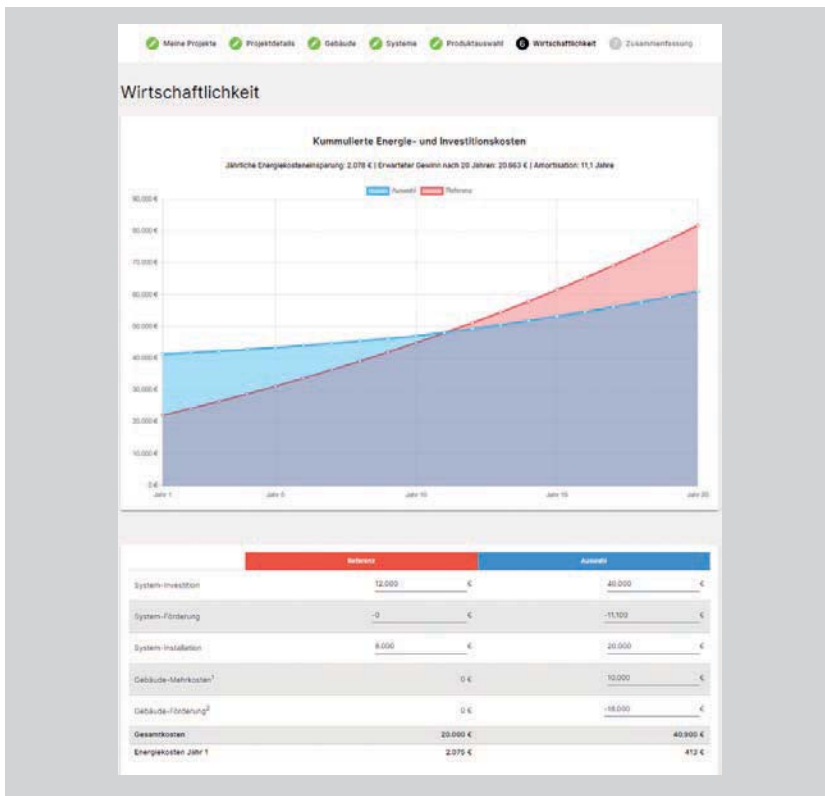 Meine Projekte Projektdetails Gebäude Systeme Produktauswahl 6 Wirtschaftlichkeit 7 Zusammenfassung
Wirtschaftlichkeit
Kummulierte Energie- und Investitionskosten
Jährliche Energiekosteneinsparung: 2.078 € | Erwarteter Gewinn nach 20 Jahren: 20.663 € | Amortisation: 11,1 Jahre
Auswahl Referenz
90.000 €
80.000 €
70.000 €
60.000 €
50.000 €
40.000 €
30.000 €
20.000 €
10.000 €
0 €
Jahr 1 Jahr 5 Jahr 10 Jahr 15 Jahr 20
Referenz Auswahl
System-Investition 12.000 € 40.000 €
System-Förderung -0 € -11.100 €
System-Installation 8.000 € 20.000 €
Gebäude-Mehrkosten¹ 0 € 10.000 €
Gebäude-Förderung² 0 € -18.000 €
Gesamtkosten 20.000 € 40.900 €
Energiekosten Jahr 1 2.075 € 412 €